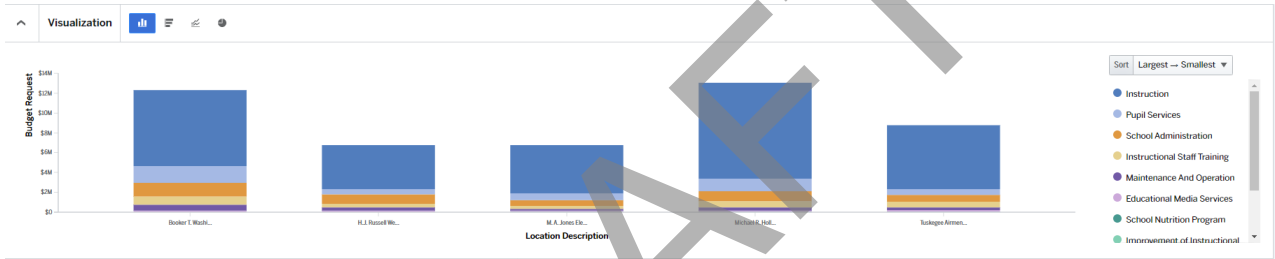 Visualization
Sort Largest → Smallest
Budget Request
$14M
$12M
$10M
$8M
$6M
$4M
$2M
$0
Booker T. Washi...
H.J. Russell We...
M. A. Jones Ele...
Michael R. Holl...
Tuskegee Airmen...
Location Description
Instruction
Pupil Services
School Administration
Instructional Staff Training
Maintenance And Operation
Educational Media Services
School Nutrition Program
Improvement of Instructional